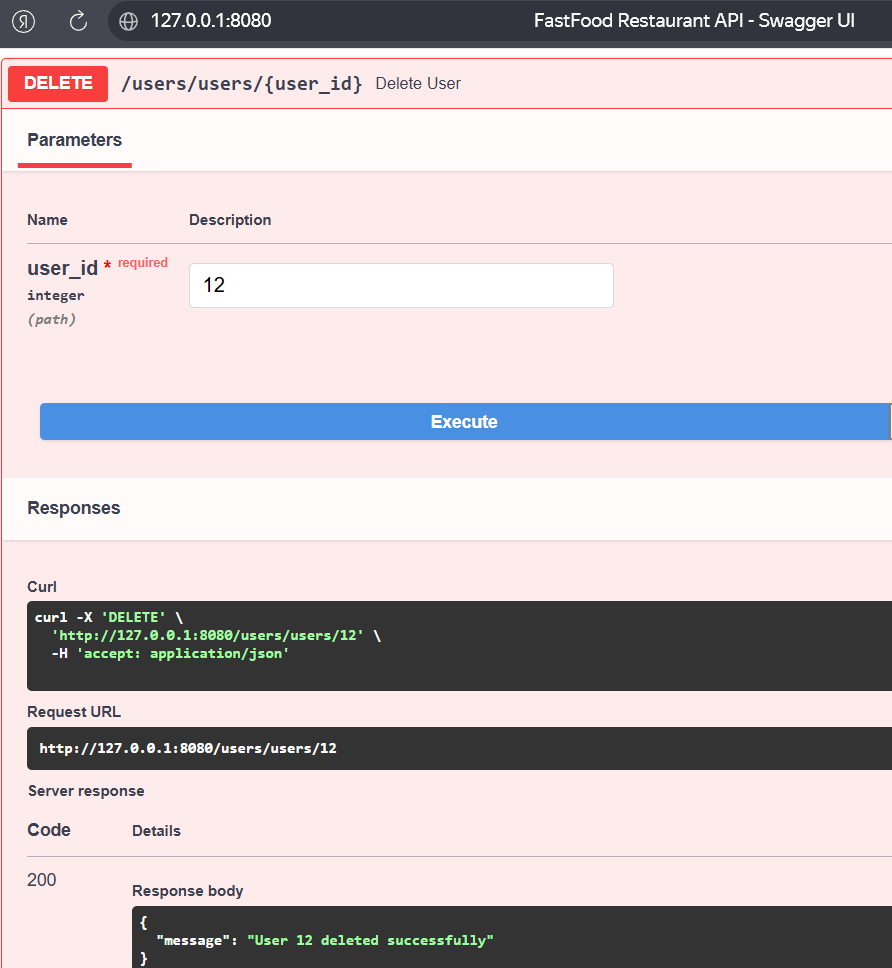 Я 127.0.0.1:8080 FastFood Restaurant API - Swagger UI
DELETE /users/users/{user_id} Delete User
Parameters
Name Description
user_id * required 12
integer
(path)
Execute
Responses
Curl
curl -X 'DELETE' \
'http://127.0.0.1:8080/users/users/12' \
-H 'accept: application/json'
Request URL
http://127.0.0.1:8080/users/users/12
Server response
Code Details
200
Response body
{
"message": "User 12 deleted successfully"
}